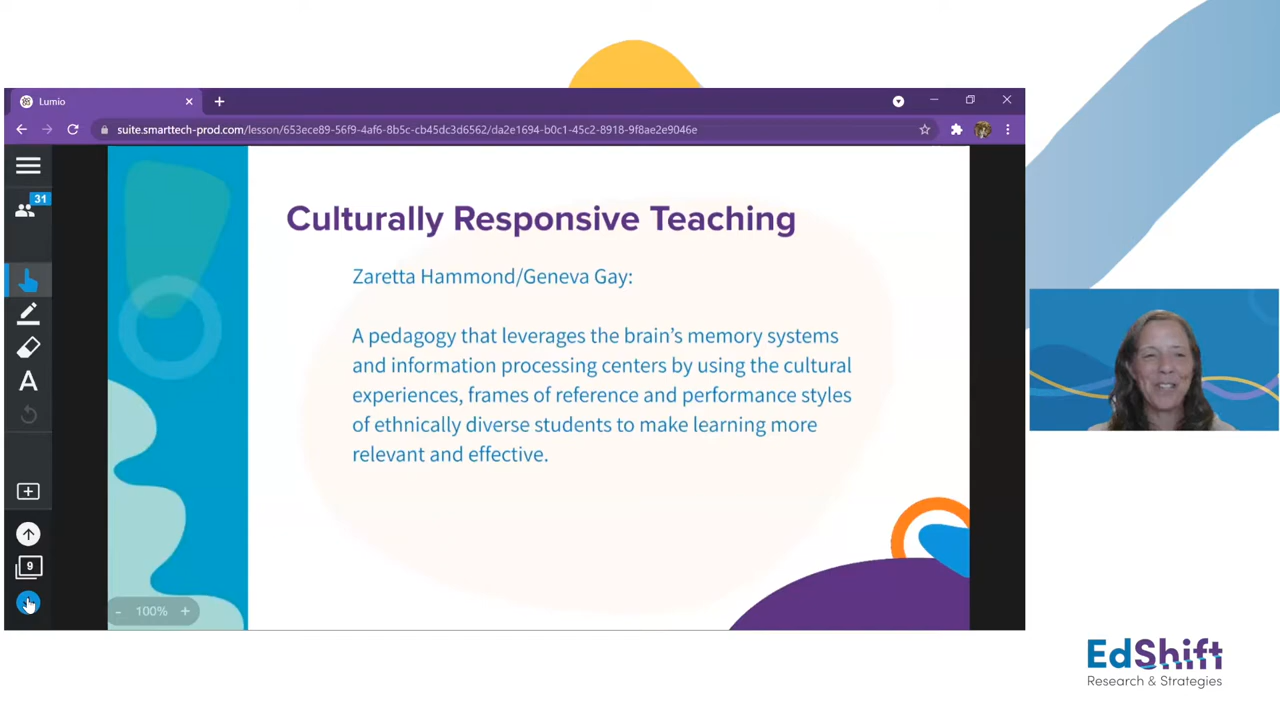 Lumio
suite.smarttech-prod.com/lesson/653ece89-56f9-4af6-8b5c-cb45dc3d6562/da2e1694-b0c1-45c2-8918-9f8ae2e9046e
31
Culturally Responsive Teaching
Zaretta Hammond/Geneva Gay:
A pedagogy that leverages the brain's memory systems
and information processing centers by using the cultural
experiences, frames of reference and performance styles
of ethnically diverse students to make learning more
relevant and effective.
A
9
- 100% +
EdShift
Research & Strategies